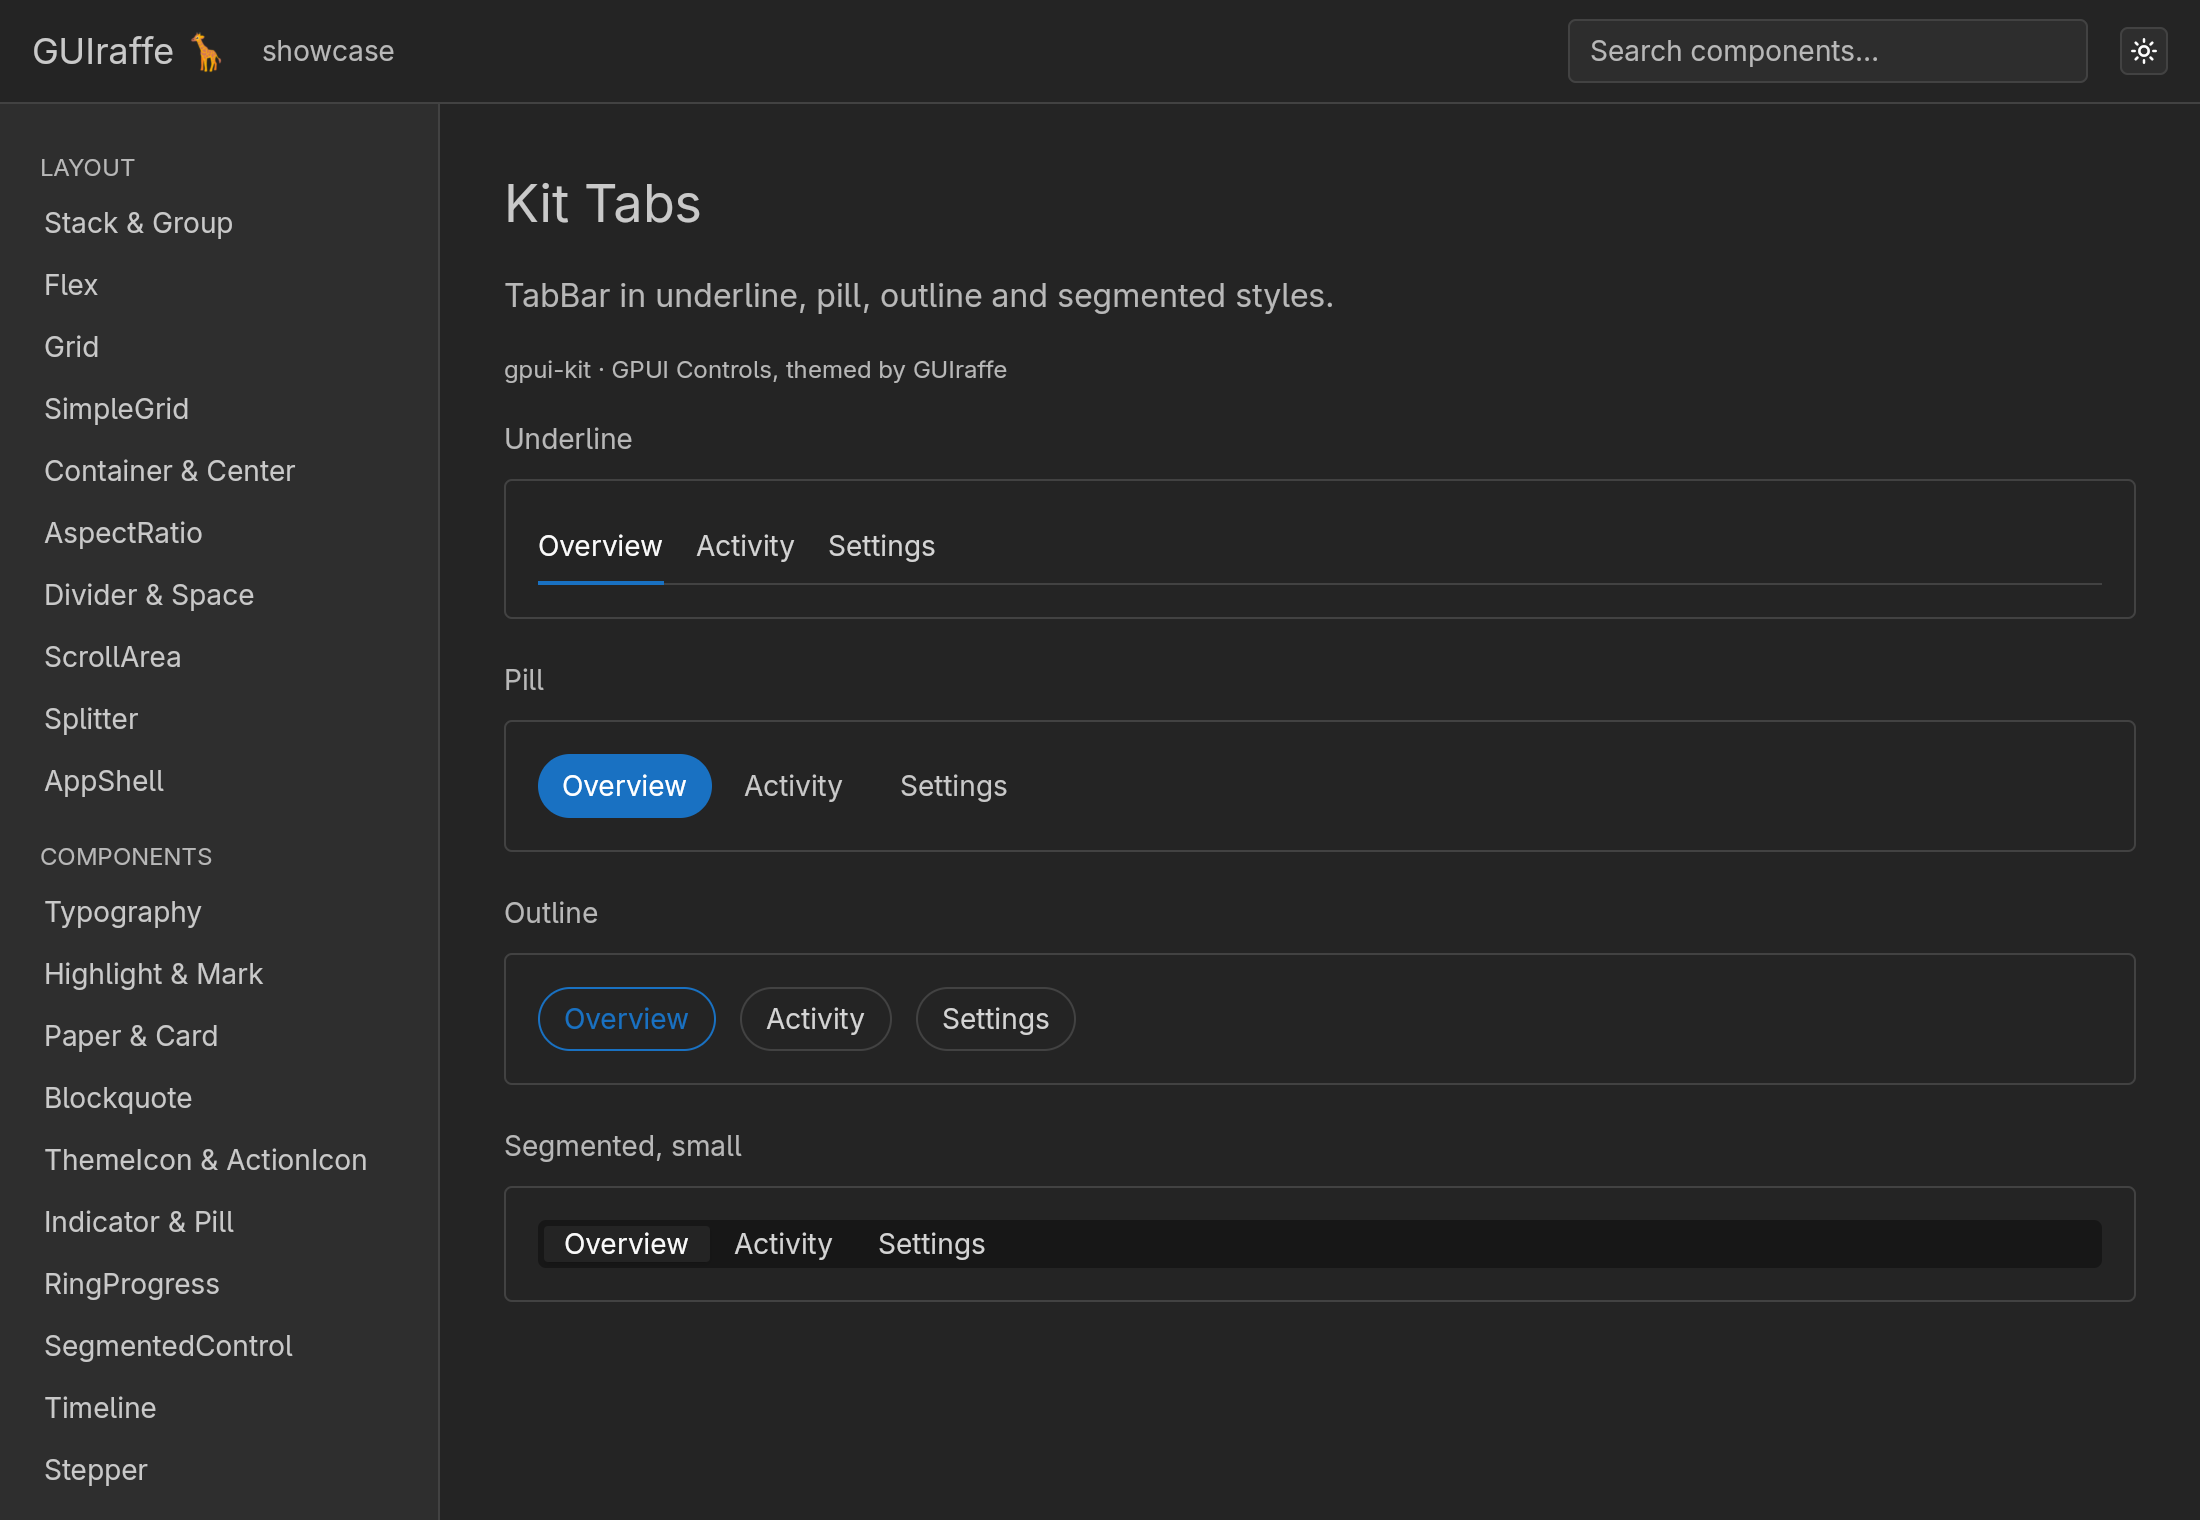 GUIraffe 🦒 showcase
Search components...
LAYOUT
Stack & Group
Flex
Grid
SimpleGrid
Container & Center
AspectRatio
Divider & Space
ScrollArea
Splitter
AppShell
COMPONENTS
Typography
Highlight & Mark
Paper & Card
Blockquote
ThemeIcon & ActionIcon
Indicator & Pill
RingProgress
SegmentedControl
Timeline
Stepper
Kit Tabs
TabBar in underline, pill, outline and segmented styles.
gpui-kit · GPUI Controls, themed by GUIraffe
Underline
Overview Activity Settings
Pill
Overview Activity Settings
Outline
Overview Activity Settings
Segmented, small
Overview Activity Settings